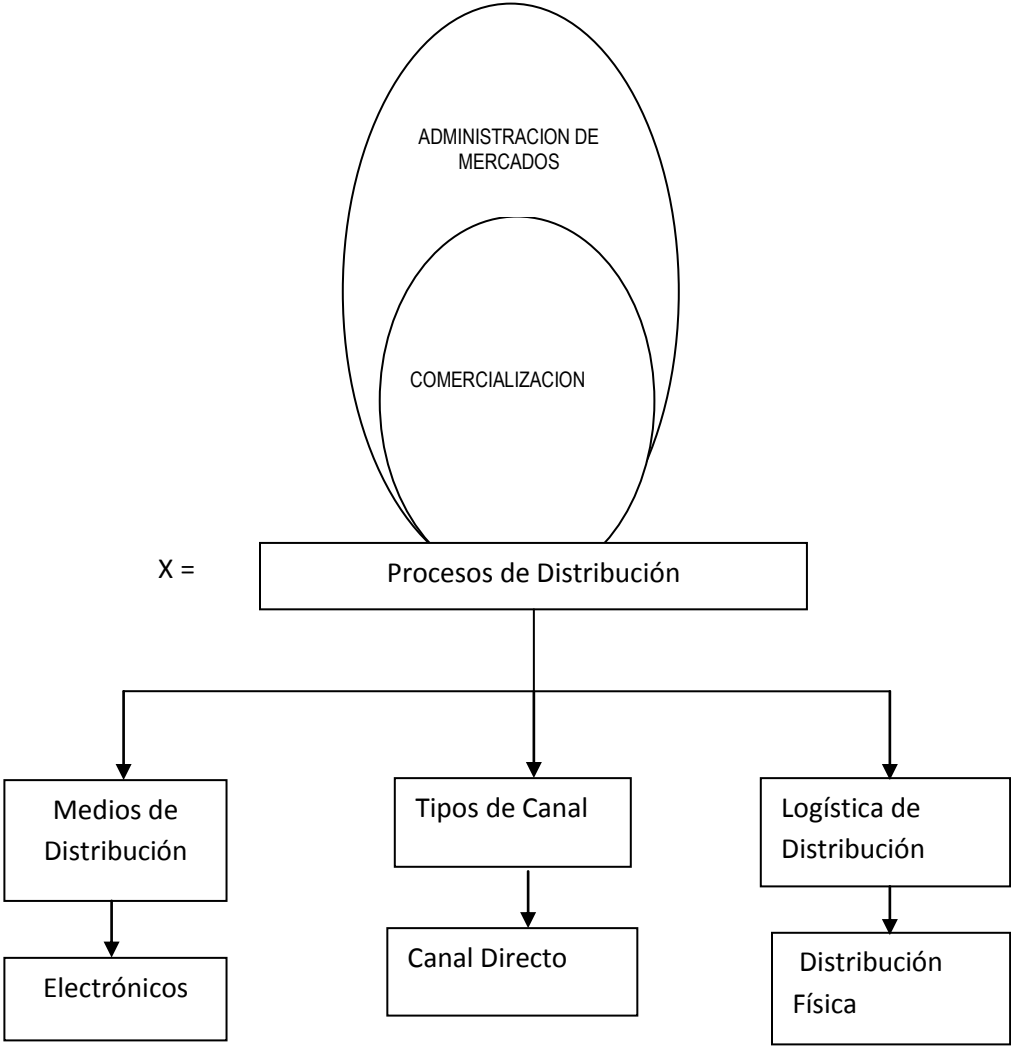 ADMINISTRACION DE
MERCADOS
COMERCIALIZACION
X =
Procesos de Distribución
Medios de
Distribución
Tipos de Canal
Logística de
Distribución
Electrónicos
Canal Directo
Distribución
Física